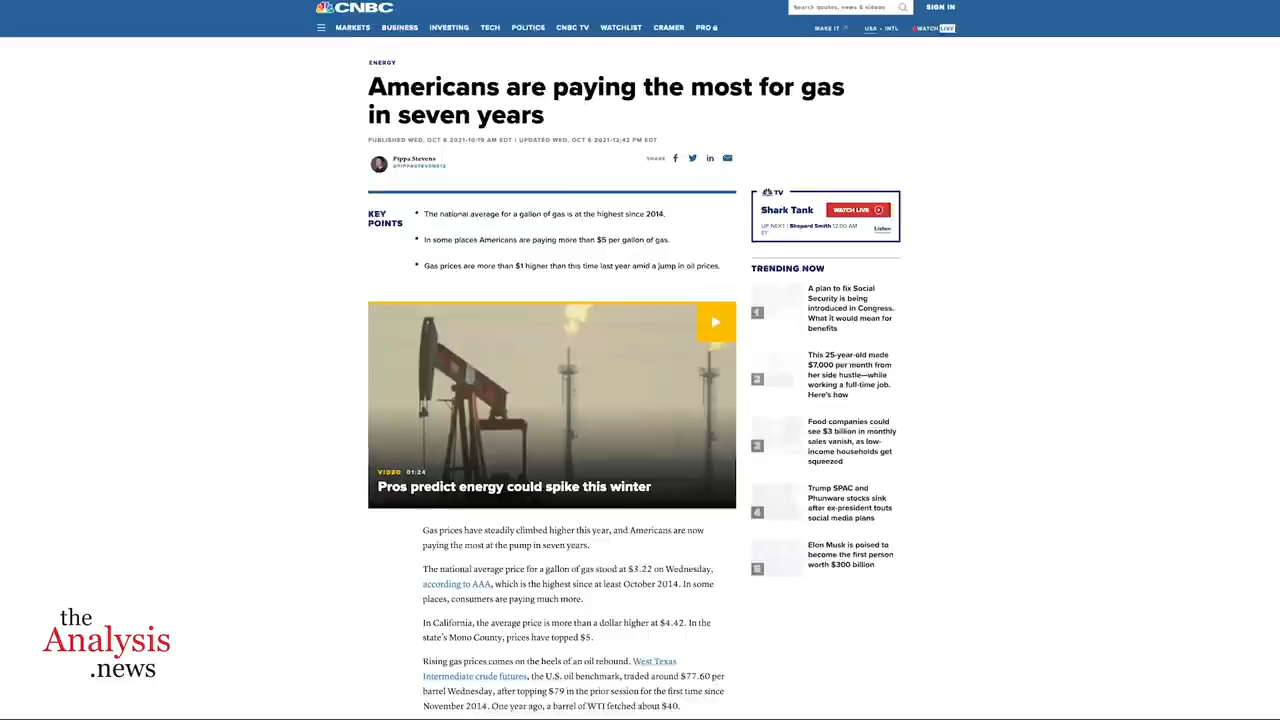 CNBC
Search quotes, news & videos
SIGN IN
MARKETS BUSINESS INVESTING TECH POLITICS CNBC TV WATCHLIST CRAMER PRO
MAKE IT
USA • INTL
WATCH LIVE
ENERGY
Americans are paying the most for gas
in seven years
PUBLISHED WED, OCT 6 2021•10:19 AM EDT | UPDATED WED, OCT 6 2021•12:42 PM EDT
Pippa Stevens
@PIPPASTEVENS13
SHARE
KEY
POINTS
• The national average for a gallon of gas is at the highest since 2014.
• In some places Americans are paying more than $5 per gallon of gas.
• Gas prices are more than $1 higher than this time last year amid a jump in oil prices.
VIDEO 01:24
Pros predict energy could spike this winter
Gas prices have steadily climbed higher this year, and Americans are now
paying the most at the pump in seven years.
The national average price for a gallon of gas stood at $3.22 on Wednesday,
according to AAA, which is the highest since at least October 2014. In some
places, consumers are paying much more.
In California, the average price is more than a dollar higher at $4.42. In the
state's Mono County, prices have topped $5.
Rising gas prices comes on the heels of an oil rebound. West Texas
Intermediate crude futures, the U.S. oil benchmark, traded around $77.60 per
barrel Wednesday, after topping $79 in the prior session for the first time since
November 2014. One year ago, a barrel of WTI fetched about $40.
TV
Shark Tank
WATCH LIVE
UP NEXT | Shepard Smith 12:00 AM
ET
Listen
TRENDING NOW
1
A plan to fix Social
Security is being
introduced in Congress.
What it would mean for
benefits
2
This 25-year-old made
$7,000 per month from
her side hustle—while
working a full-time job.
Here's how
3
Food companies could
see $3 billion in monthly
sales vanish, as low-
income households get
squeezed
4
Trump SPAC and
Phunware stocks sink
after ex-president touts
social media plans
5
Elon Musk is poised to
become the first person
worth $300 billion
the
Analysis
.news